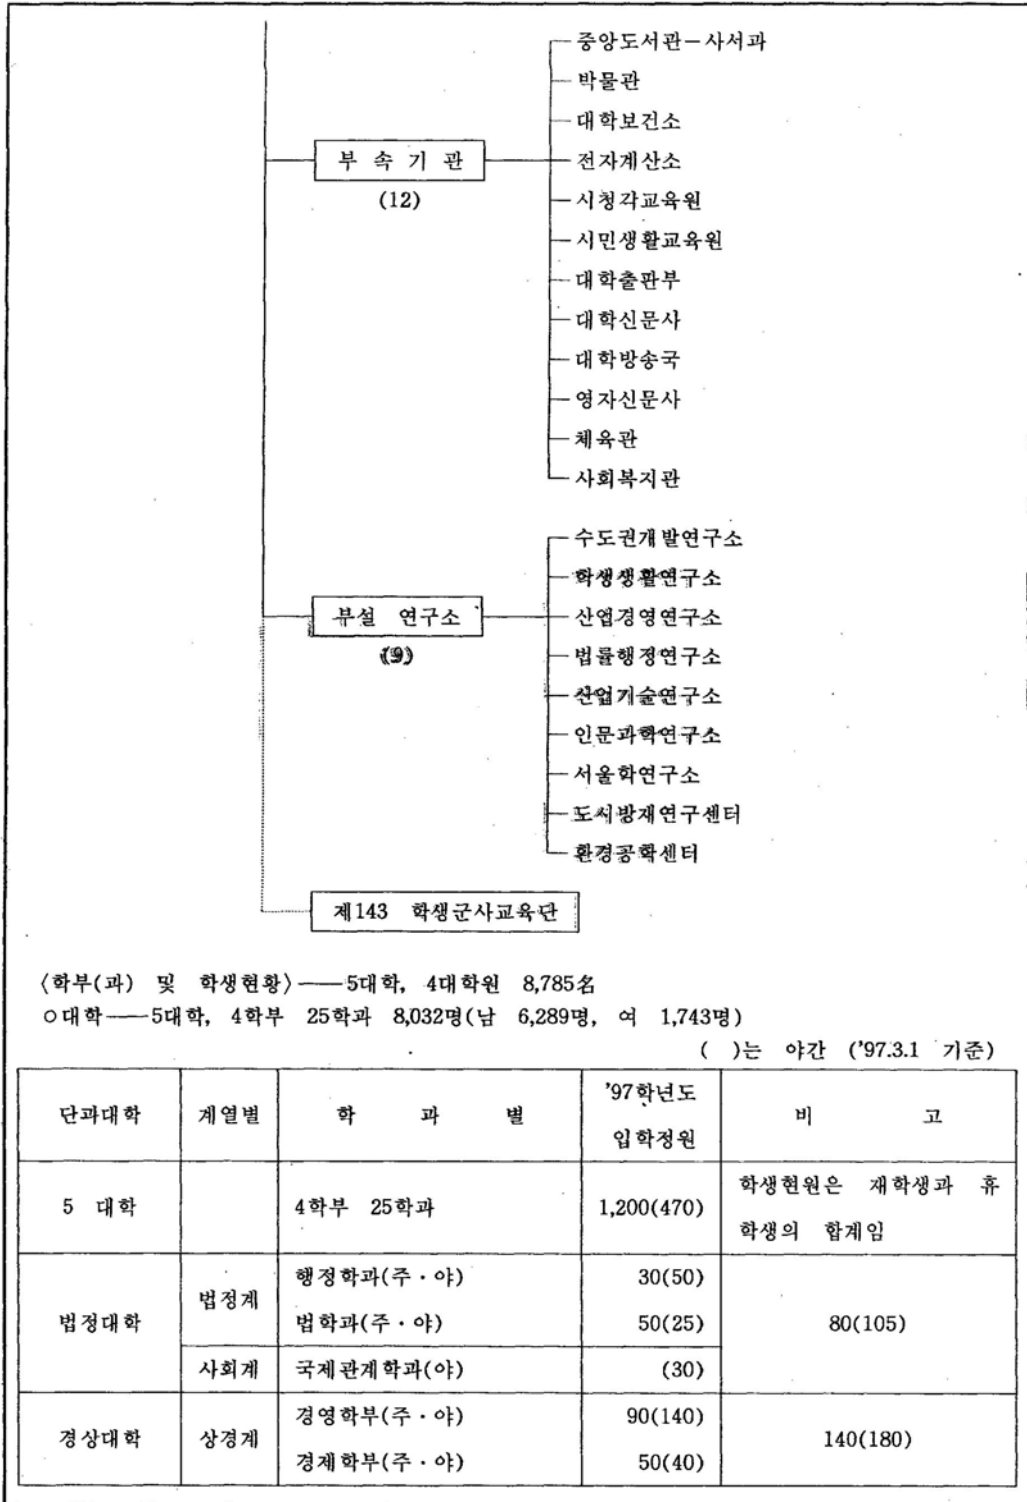 중앙도서관-사서과
박물관
대학보건소
부속기관
전자계산소
(12)
시청각교육원
시민생활교육원
대학출판부
대학신문사
대학방송국
영자신문사
체육관
사회복지관
수도권개발연구소
학생생활연구소
부설 연구소
산업경영연구소
(9)
법률행정연구소
산업기술연구소
인문과학연구소
서울학연구소
도시방재연구센터
환경공학센터
제143 학생군사교육단
〈학부(과) 및 학생현황〉──5대학, 4대학원 8,785名
○대학──5대학, 4학부 25학과 8,032명(남 6,289명, 여 1,743명)
( )는 야간 ('97.3.1 기준)
단과대학 계열별 학 과 별 '97학년도 입학정원 비 고
5 대학 4학부 25학과 1,200(470) 학생현원은 재학생과 휴
학생의 합계임
법정대학 법정계 행정학과(주·야) 30(50) 80(105)
법학과(주·야) 50(25)
사회계 국제관계학과(야) (30)
경상대학 상경계 경영학부(주·야) 90(140) 140(180)
경제학부(주·야) 50(40)